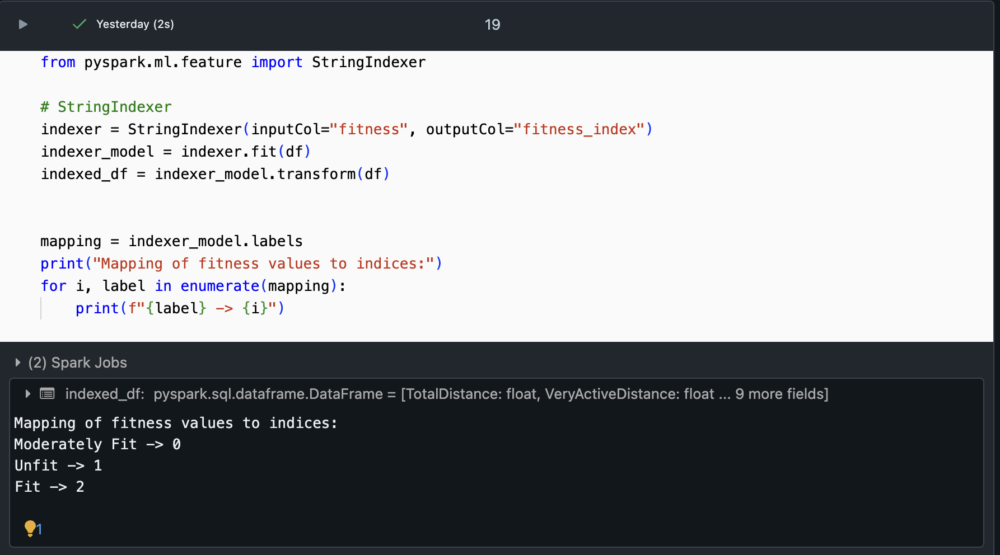 Yesterday (2s)
19
from pyspark.ml.feature import StringIndexer
# StringIndexer
indexer = StringIndexer(inputCol="fitness", outputCol="fitness_index")
indexer_model = indexer.fit(df)
indexed_df = indexer_model.transform(df)
mapping = indexer_model.labels
print("Mapping of fitness values to indices:")
for i, label in enumerate(mapping):
    print(f"{label} -> {i}")
(2) Spark Jobs
indexed_df: pyspark.sql.dataframe.DataFrame = [TotalDistance: float, VeryActiveDistance: float ... 9 more fields]
Mapping of fitness values to indices:
Moderately Fit -> 0
Unfit -> 1
Fit -> 2
1